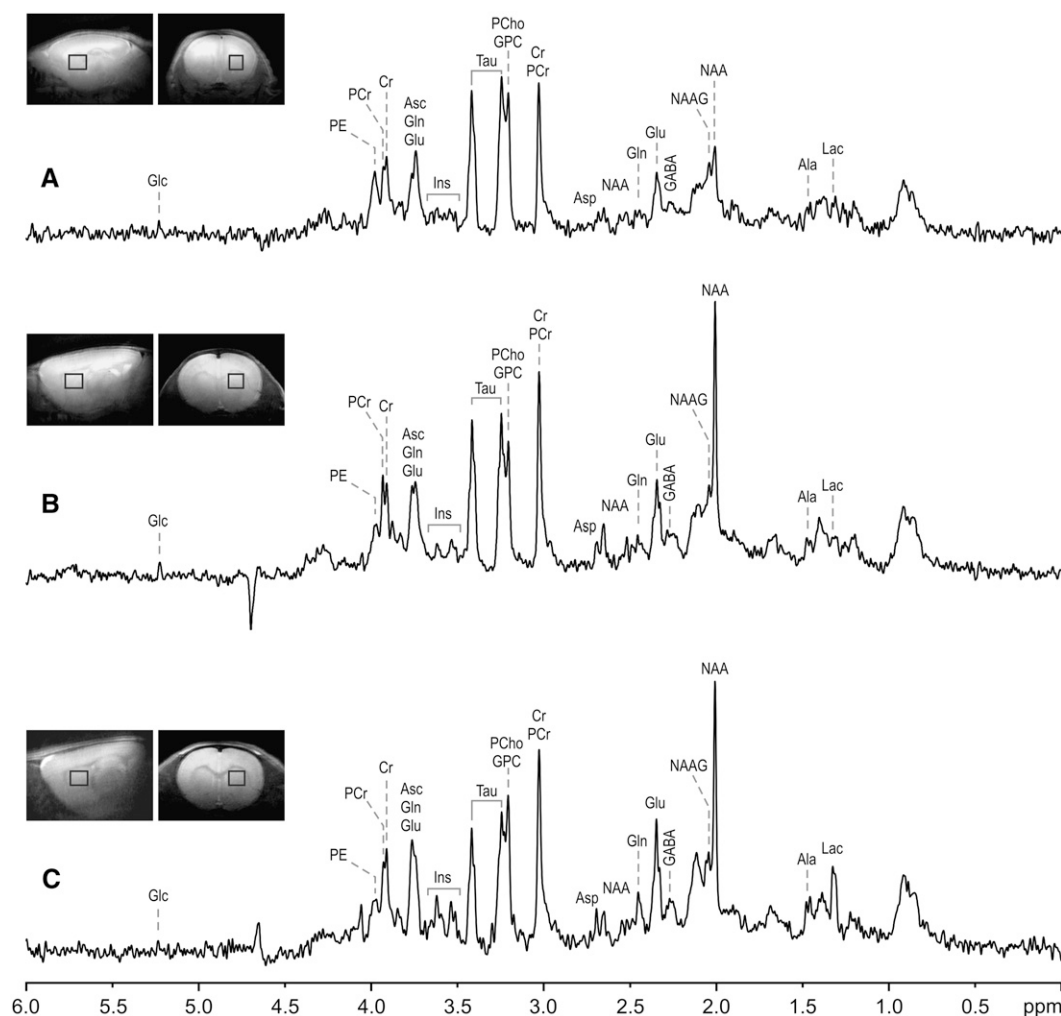 PCho
GPC
Cr
PCr
Tau
Cr
PCr
Asc
Gln
Glu
PE
NAA
NAAG
Glu
Gln
GABA
Lac
Ala
Ins
NAA
Asp
A
Glc
NAA
Cr
PCr
PCho
GPC
Tau
Cr
PCr
Asc
Gln
Glu
PE
NAAG
Glu
Gln
GABA
Lac
Ala
Ins
NAA
Asp
B
Glc
NAA
Cr
PCr
PCho
GPC
Tau
Cr
PCr
Asc
Gln
Glu
PE
NAAG
Glu
Gln
GABA
Lac
Ala
Ins
NAA
Asp
C
Glc
6.0 5.5 5.0 4.5 4.0 3.5 3.0 2.5 2.0 1.5 1.0 0.5 ppm